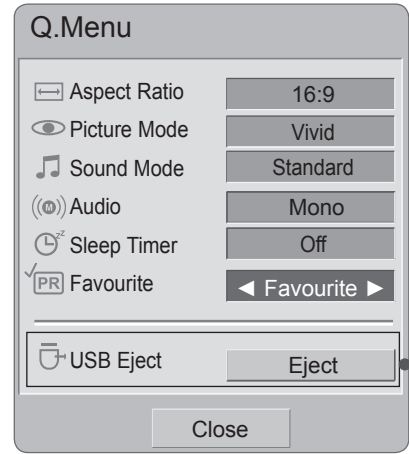 Q.Menu
Aspect Ratio 16:9
Picture Mode Vivid
Sound Mode Standard
((M)) Audio Mono
zz Sleep Timer Off
PR Favourite ◄ Favourite ►
USB Eject Eject
Close